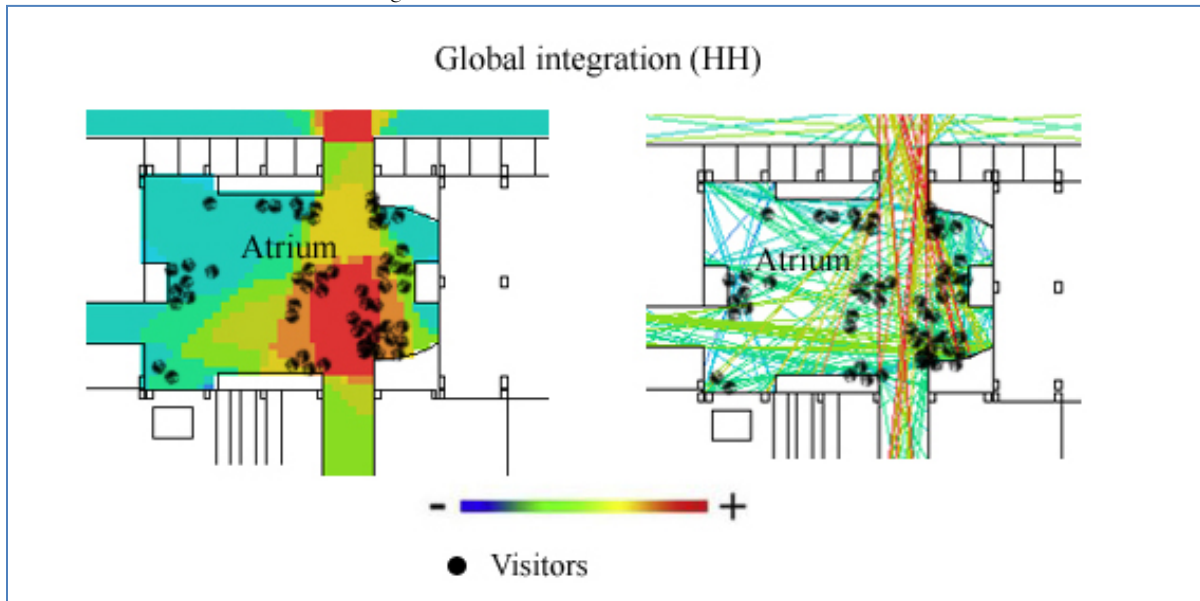 Global integration (HH)
Atrium
Atrium
- +
Visitors